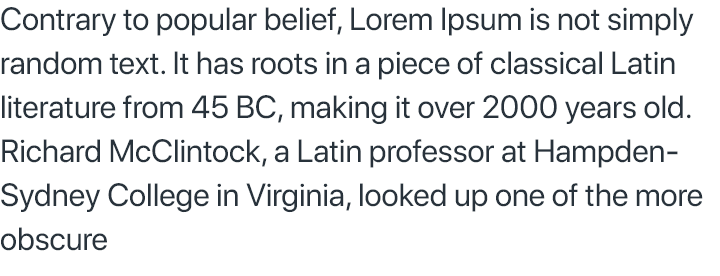 Contrary to popular belief, Lorem Ipsum is not simply
random text. It has roots in a piece of classical Latin
literature from 45 BC, making it over 2000 years old.
Richard McClintock, a Latin professor at Hampden-
Sydney College in Virginia, looked up one of the more
obscure